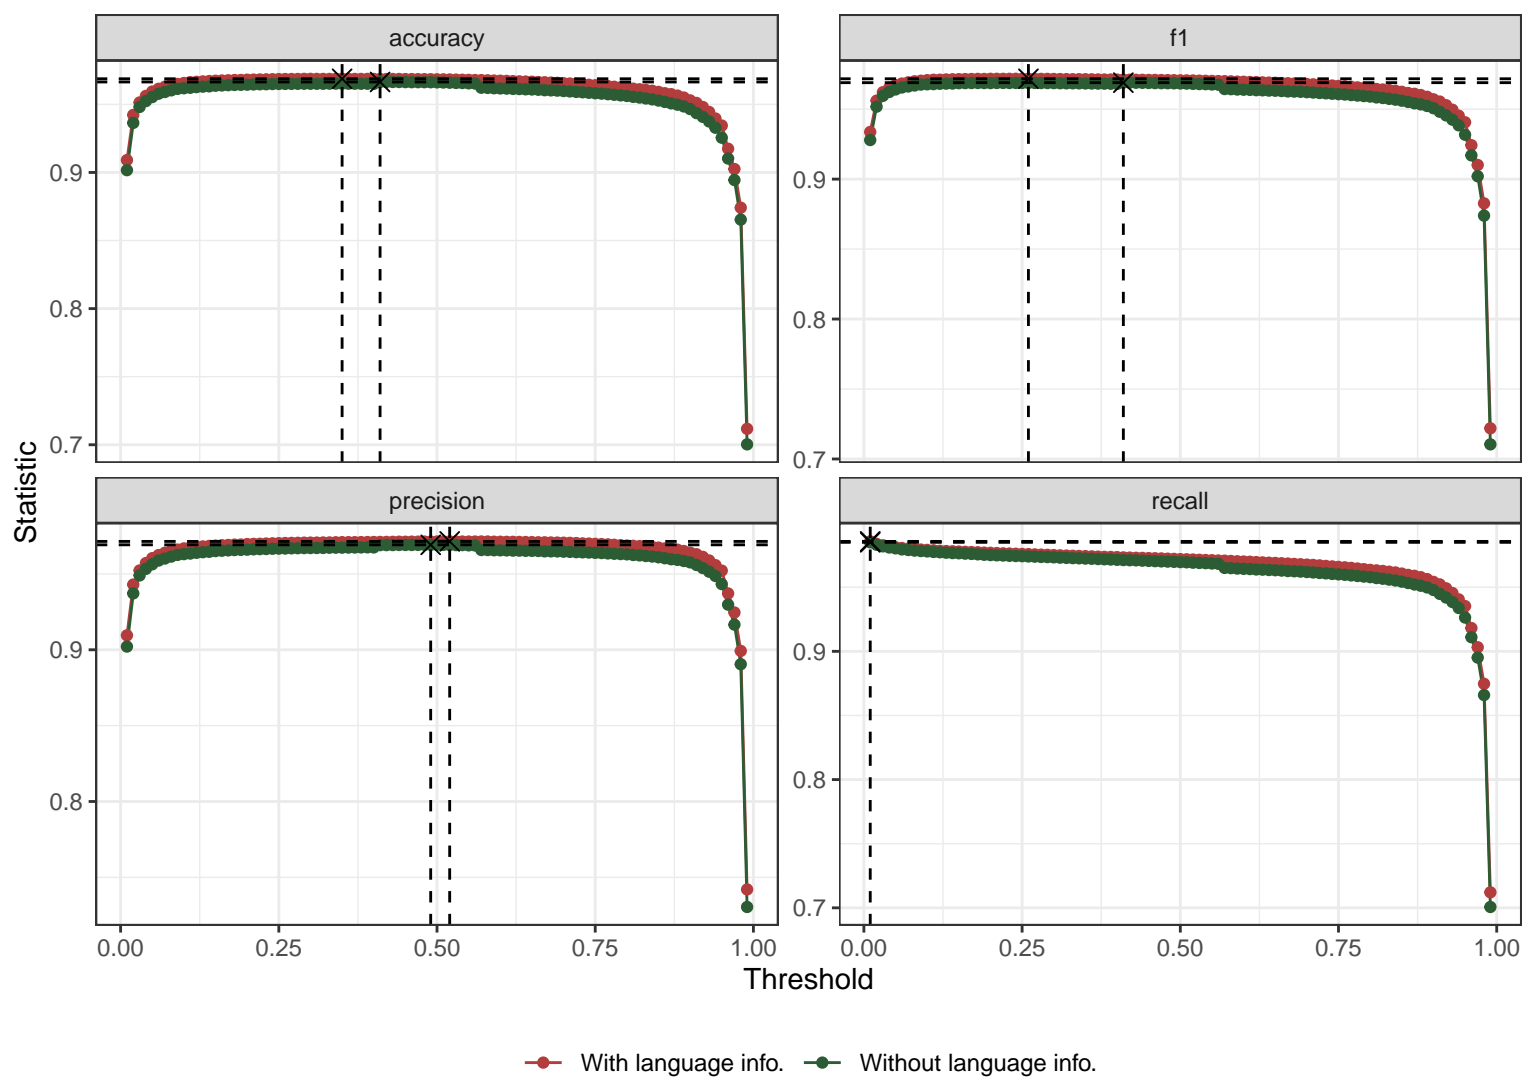 accuracy
f1
0.9
0.8
0.7
0.9
0.8
0.7
Statistic
precision
recall
0.9
0.8
0.9
0.8
0.7
0.00 0.25 0.50 0.75 1.00
0.00 0.25 0.50 0.75 1.00
Threshold
With language info. Without language info.